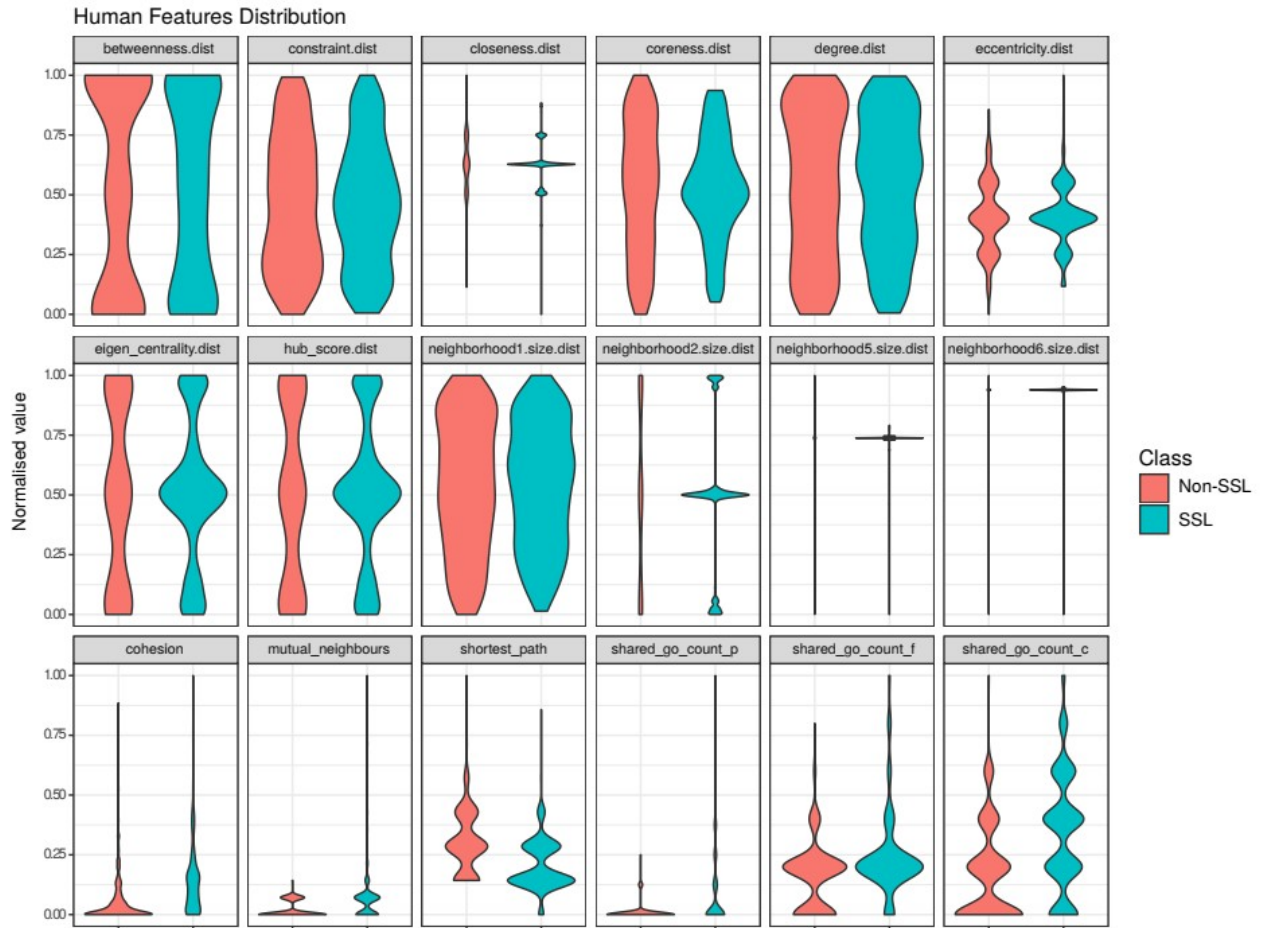 Human Features Distribution
betweenness.dist constraint.dist closeness.dist coreness.dist degree.dist eccentricity.dist
1.00
0.75
0.50
0.25
0.00
eigen_centrality.dist hub_score.dist neighborhood1.size.dist neighborhood2.size.dist neighborhood5.size.dist neighborhood6.size.dist
1.00
0.75
0.50
0.25
0.00
Normalised value
cohesion mutual_neighbours shortest_path shared_go_count_p shared_go_count_f shared_go_count_c
1.00
0.75
0.50
0.25
0.00
Class
Non-SSL
SSL